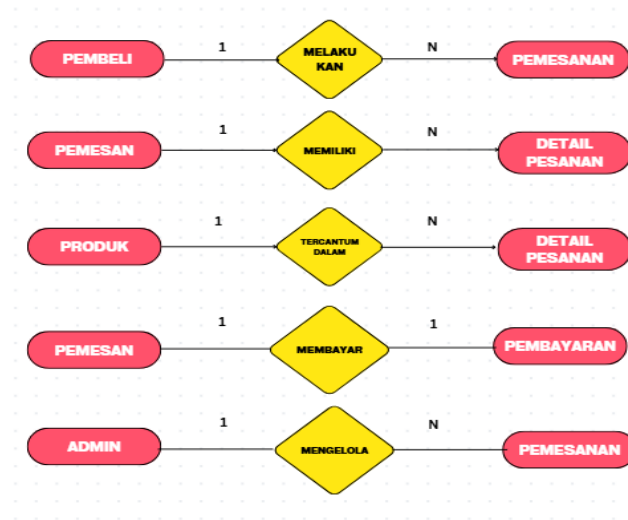 PEMBELI 1 MELAKU N PEMESANAN
KAN
PEMESAN 1 MEMILIKI N DETAIL
PESANAN
PRODUK 1 TERCANTUM N DETAIL
DALAM PESANAN
PEMESAN 1 MEMBAYAR 1 PEMBAYARAN
ADMIN 1 MENGELOLA N PEMESANAN